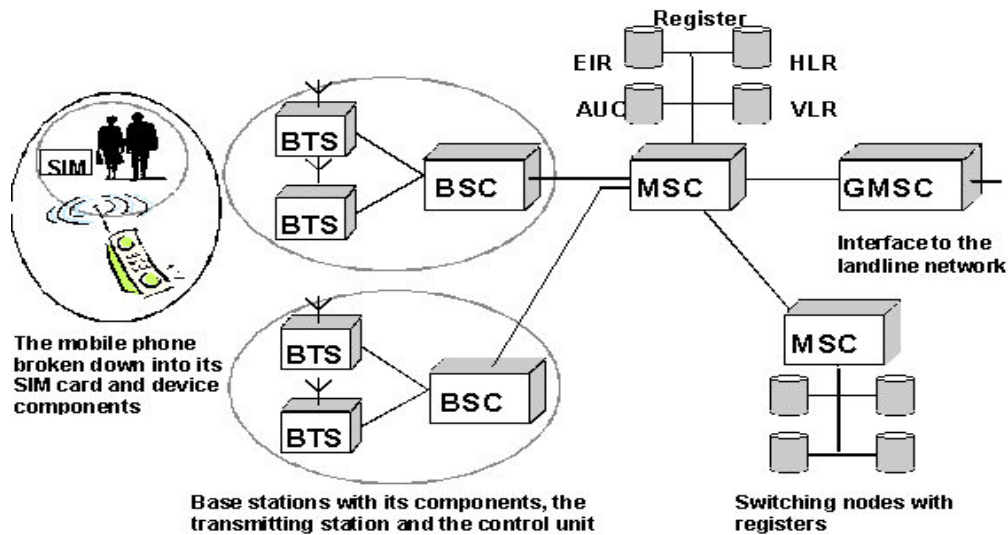 Register
EIR
HLR
AUC
VLR
SIM
BTS
BTS
BSC
MSC
GMSC
Interface to the
landline network
The mobile phone
broken down into its
SIM card and device
components
BTS
BTS
BSC
MSC
Base stations with its components, the
transmitting station and the control unit
Switching nodes with
registers